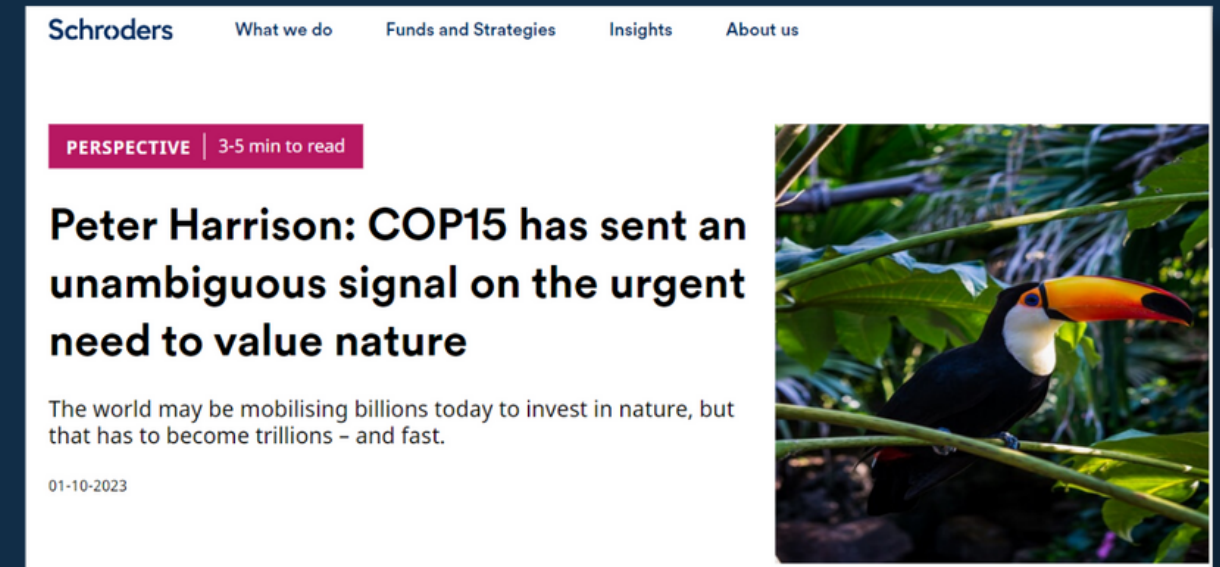 Schroders What we do Funds and Strategies Insights About us
PERSPECTIVE | 3-5 min to read
Peter Harrison: COP15 has sent an
unambiguous signal on the urgent
need to value nature
The world may be mobilising billions today to invest in nature, but
that has to become trillions – and fast.
01-10-2023